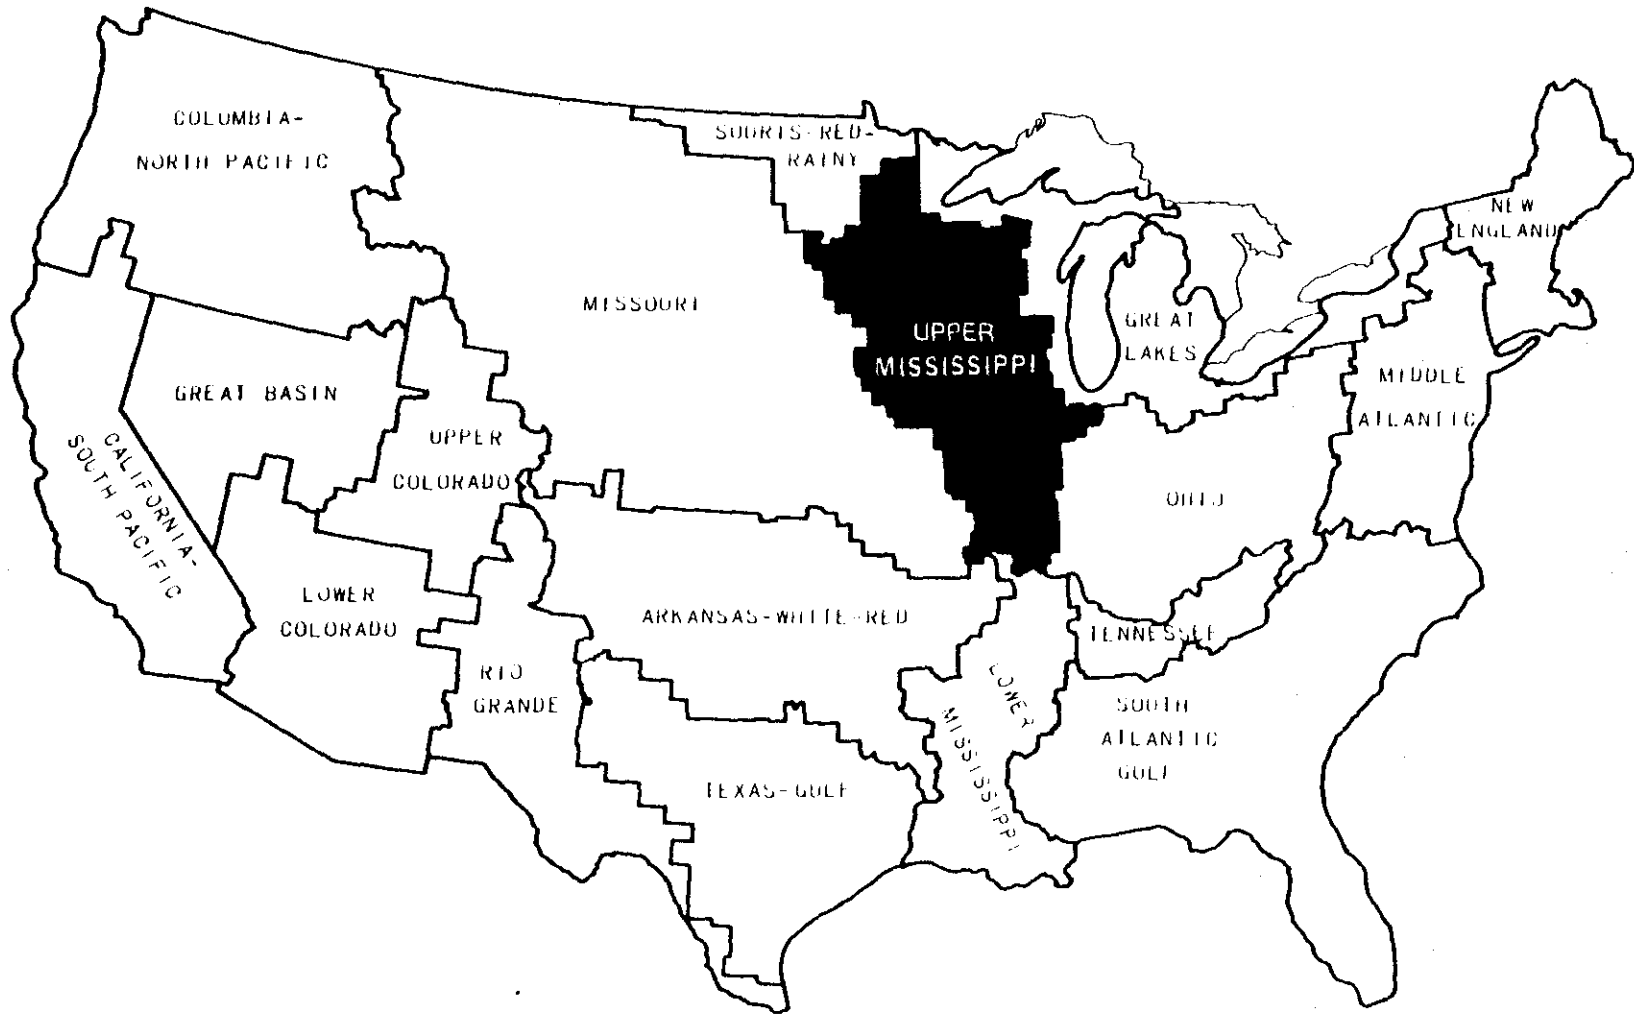 COLUMBIA-
NORTH PACIFIC
SOURIS-RED-
RAINY
NEW
ENGLAND
MISSOURI
UPPER
MISSISSIPPI
GREAT
LAKES
GREAT BASIN
MIDDLE
ATLANTIC
CALIFORNIA-
SOUTH PACIFIC
UPPER
COLORADO
OHIO
LOWER
COLORADO
ARKANSAS-WHITE-RED
TENNESSEE
RIO
GRANDE
LOWER
MISSISSIPPI
SOUTH
ATLANTIC
GULF
TEXAS-GULF